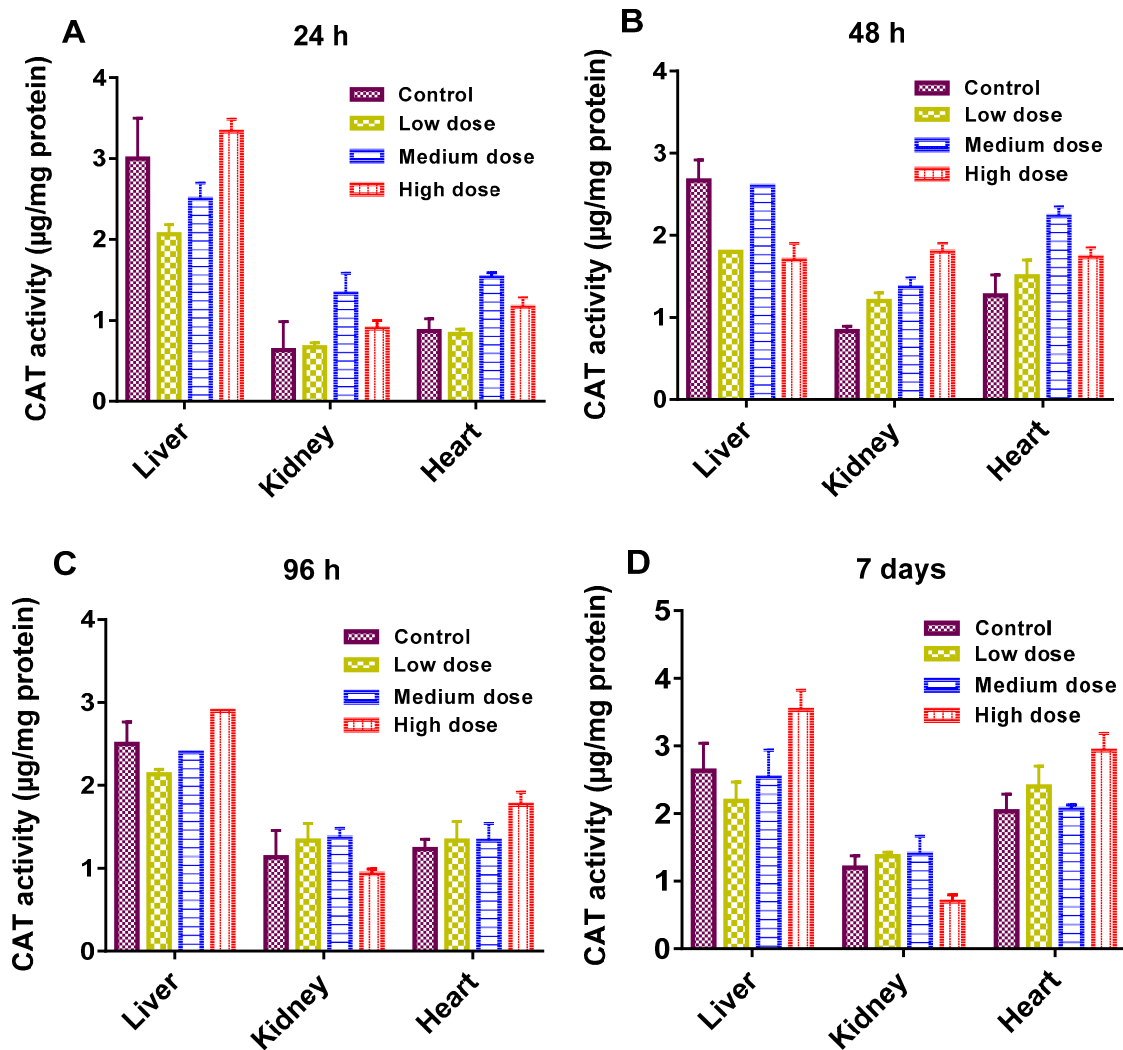 A
24 h
CAT activity (µg/mg protein)
4
3
2
1
0
Control
Low dose
Medium dose
High dose
Liver
Kidney
Heart
B
48 h
CAT activity (µg/mg protein)
4
3
2
1
0
Control
Low dose
Medium dose
High dose
Liver
Kidney
Heart
C
96 h
CAT activity (µg/mg protein)
4
3
2
1
0
Control
Low dose
Medium dose
High dose
Liver
Kidney
Heart
D
7 days
CAT activity (µg/mg protein)
5
4
3
2
1
0
Control
Low dose
Medium dose
High dose
Liver
Kidney
Heart